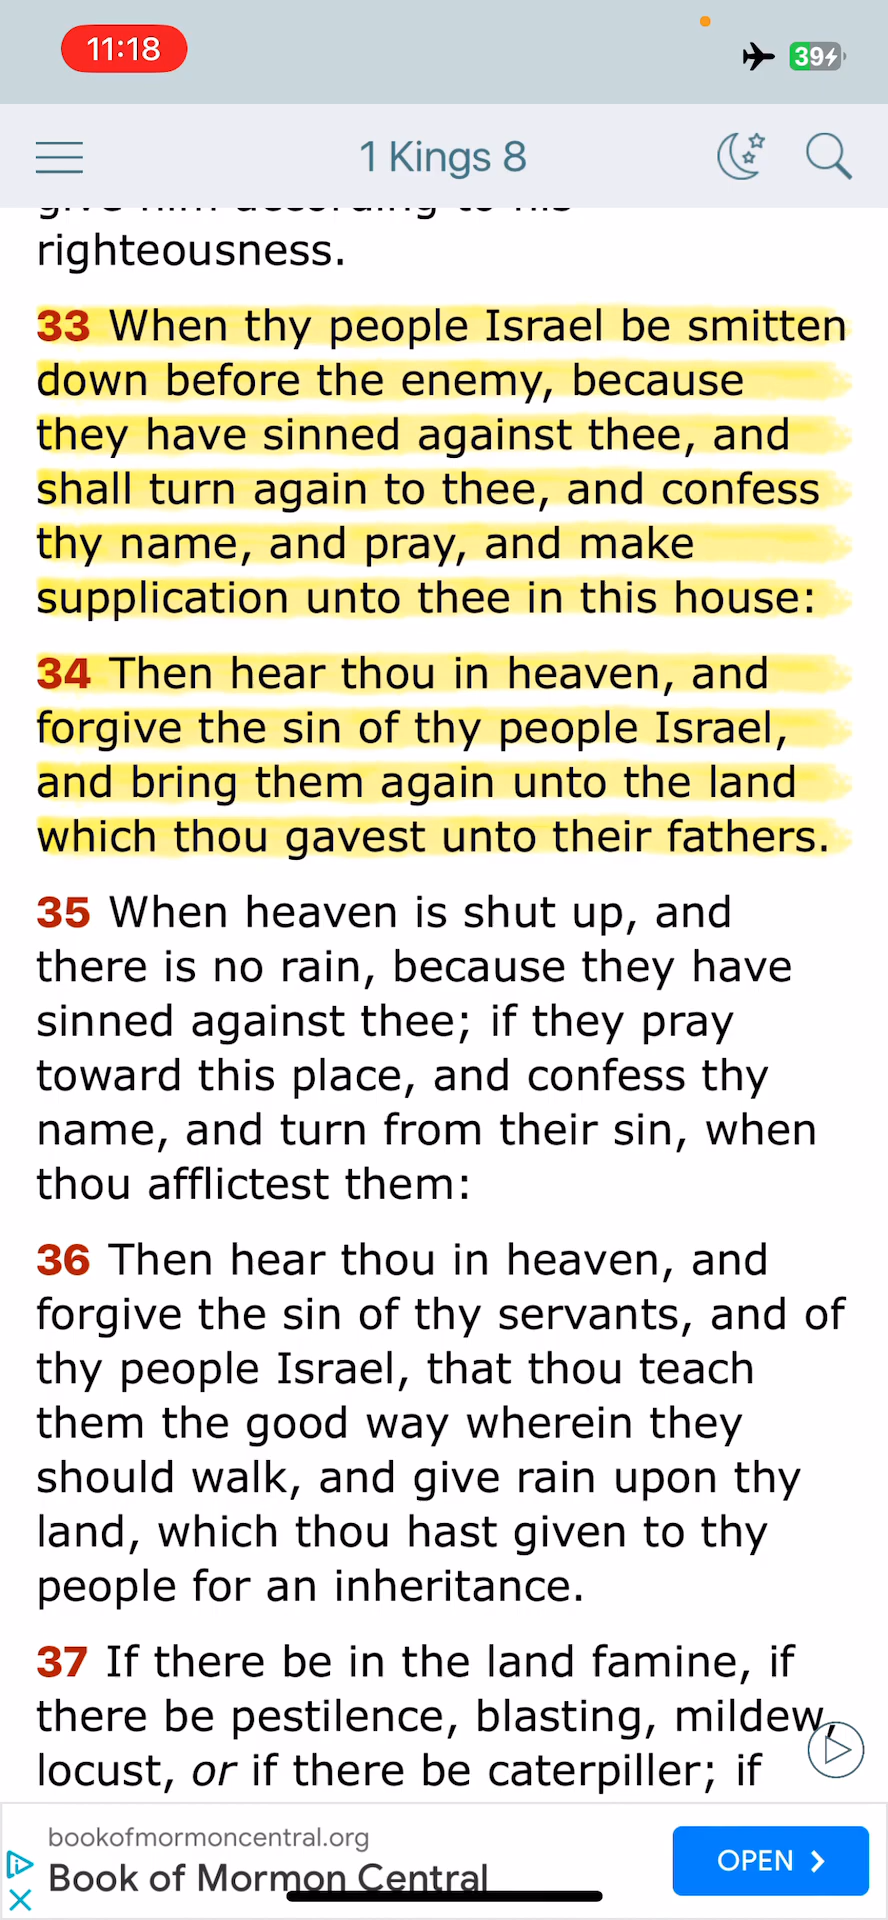 11:18
39
1 Kings 8
give him according to his
righteousness.
33 When thy people Israel be smitten
down before the enemy, because
they have sinned against thee, and
shall turn again to thee, and confess
thy name, and pray, and make
supplication unto thee in this house:
34 Then hear thou in heaven, and
forgive the sin of thy people Israel,
and bring them again unto the land
which thou gavest unto their fathers.
35 When heaven is shut up, and
there is no rain, because they have
sinned against thee; if they pray
toward this place, and confess thy
name, and turn from their sin, when
thou afflictest them:
36 Then hear thou in heaven, and
forgive the sin of thy servants, and of
thy people Israel, that thou teach
them the good way wherein they
should walk, and give rain upon thy
land, which thou hast given to thy
people for an inheritance.
37 If there be in the land famine, if
there be pestilence, blasting, mildew,
locust, or if there be caterpiller; if
bookofmormoncentral.org
Book of Mormon Central
OPEN